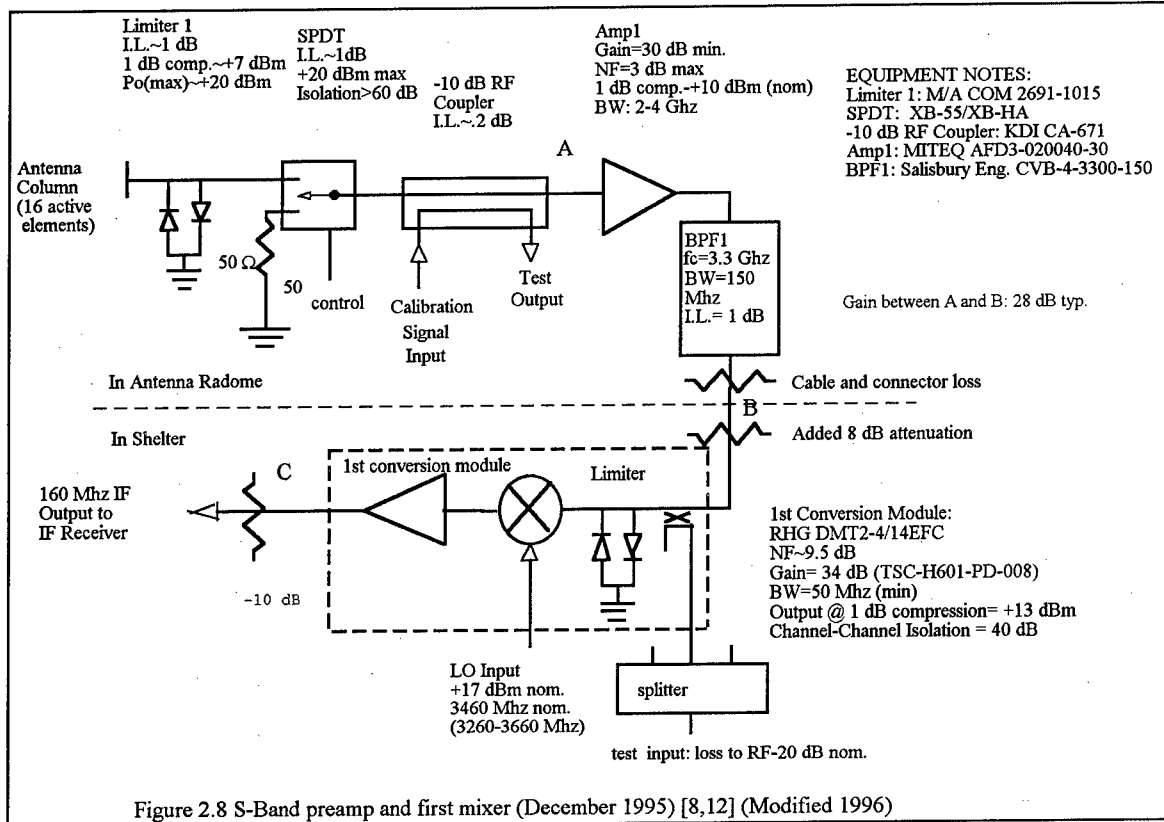 Limiter 1
I.L.~1 dB
1 dB comp.~+7 dBm
Po(max)~+20 dBm
SPDT
I.L.~1dB
+20 dBm max
Isolation>60 dB
-10 dB RF
Coupler
I.L.~.2 dB
Amp1
Gain=30 dB min.
NF=3 dB max
1 dB comp.-+10 dBm (nom)
BW: 2-4 Ghz
EQUIPMENT NOTES:
Limiter 1: M/A COM 2691-1015
SPDT: XB-55/XB-HA
-10 dB RF Coupler: KDI CA-671
Amp1: MITEQ AFD3-020040-30
BPF1: Salisbury Eng. CVB-4-3300-150
A
Antenna
Column
(16 active
elements)
50 Ω
50
control
Calibration
Signal
Input
Test
Output
BPF1
fc=3.3 Ghz
BW=150
Mhz
I.L.= 1 dB
Gain between A and B: 28 dB typ.
In Antenna Radome
Cable and connector loss
B
In Shelter
Added 8 dB attenuation
1st conversion module
C
Limiter
160 Mhz IF
Output to
IF Receiver
-10 dB
1st Conversion Module:
RHG DMT2-4/14EFC
NF~9.5 dB
Gain= 34 dB (TSC-H601-PD-008)
BW=50 Mhz (min)
Output @ 1 dB compression= +13 dBm
Channel-Channel Isolation = 40 dB
LO Input
+17 dBm nom.
3460 Mhz nom.
(3260-3660 Mhz)
splitter
test input: loss to RF-20 dB nom.
Figure 2.8 S-Band preamp and first mixer (December 1995) [8,12] (Modified 1996)